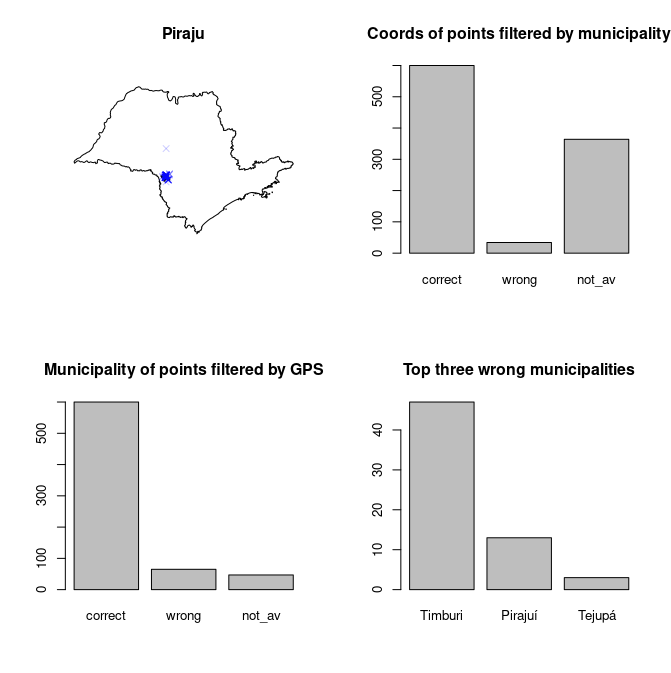 Piraju
Coords of points filtered by municipality
500
300
100
0
correct wrong not_av
Municipality of points filtered by GPS
500
300
100
0
correct wrong not_av
Top three wrong municipalities
40
30
20
10
0
Timburi Pirajuí Tejupá